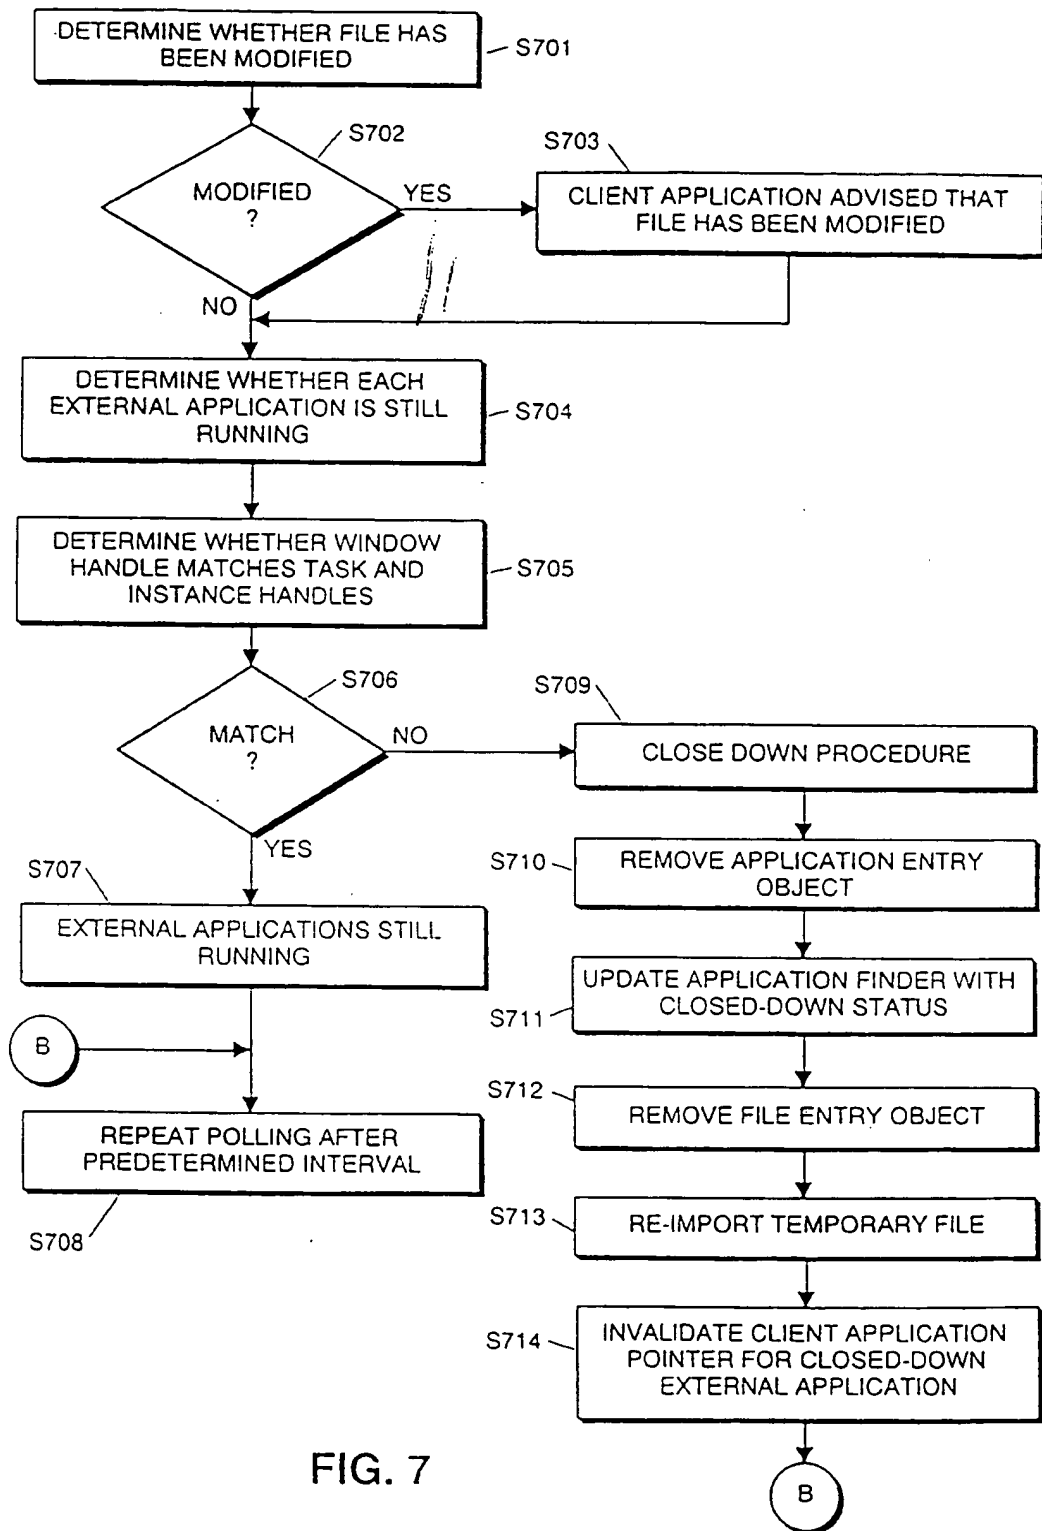 DETERMINE WHETHER FILE HAS
BEEN MODIFIED
S701
MODIFIED
?
S702
YES
NO
S703
CLIENT APPLICATION ADVISED THAT
FILE HAS BEEN MODIFIED
DETERMINE WHETHER EACH
EXTERNAL APPLICATION IS STILL
RUNNING
S704
DETERMINE WHETHER WINDOW
HANDLE MATCHES TASK AND
INSTANCE HANDLES
S705
MATCH
?
S706
NO
YES
S707
EXTERNAL APPLICATIONS STILL
RUNNING
B
REPEAT POLLING AFTER
PREDETERMINED INTERVAL
S708
S709
CLOSE DOWN PROCEDURE
S710
REMOVE APPLICATION ENTRY
OBJECT
S711
UPDATE APPLICATION FINDER WITH
CLOSED-DOWN STATUS
S712
REMOVE FILE ENTRY OBJECT
S713
RE-IMPORT TEMPORARY FILE
S714
INVALIDATE CLIENT APPLICATION
POINTER FOR CLOSED-DOWN
EXTERNAL APPLICATION
B
FIG. 7